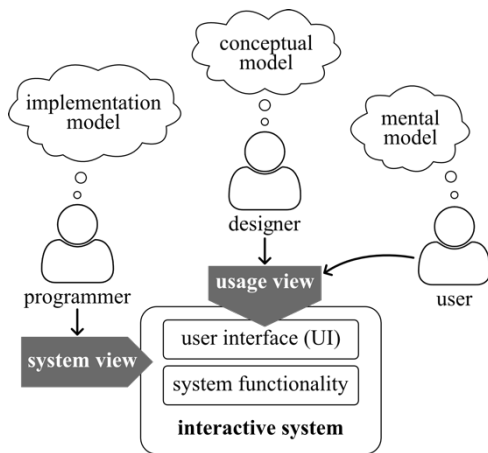 conceptual
model
implementation
model
mental
model
designer
programmer
user
usage view
system view
user interface (UI)
system functionality
interactive system